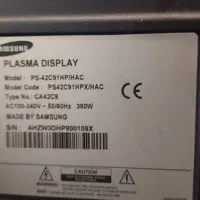 SAMSUNG
PLASMA DISPLAY
Model : PS-42C91HP/HAC
Model Code : PS42C91HPX/HAC
Type No. : CA42C9
AC100-240V~ 50/60Hz 380W
MADE BY SAMSUNG
S/N : AHZW3DHP900109X